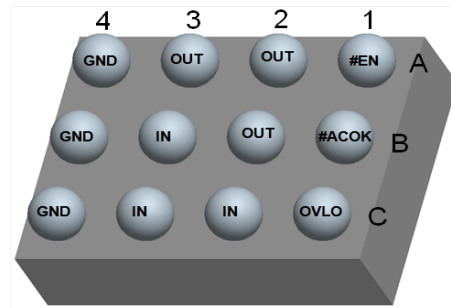 4 3 2 1
GND OUT OUT #EN A
GND IN OUT #ACOK B
GND IN IN OVLO C